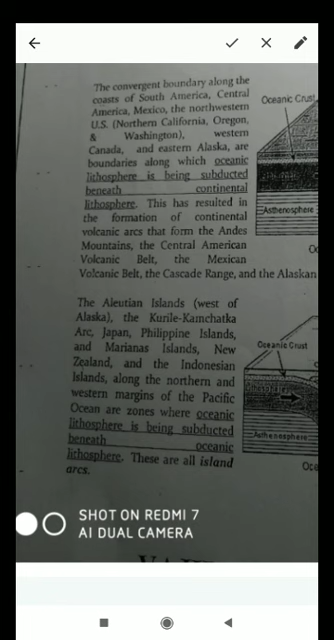 The convergent boundary along the
coasts of South America, Central
America, Mexico, the northwestern
U.S. (Northern California, Oregon,
& Washington), western
Canada, and eastern Alaska, are
boundaries along which oceanic
lithosphere is being subducted
beneath continental
lithosphere. This has resulted in
the formation of continental
volcanic arcs that form the Andes
Mountains, the Central American
Volcanic Belt, the Mexican
Volcanic Belt, the Cascade Range, and the Alaskan
Oceanic Crust
Asthenosphere
The Aleutian Islands (west of
Alaska), the Kurile-Kamchatka
Arc, Japan, Philippine Islands,
and Marianas Islands, New
Zealand, and the Indonesian
Islands, along the northern and
western margins of the Pacific
Ocean are zones where oceanic
lithosphere is being subducted
beneath oceanic
lithosphere. These are all island
arcs.
Oceanic Crust
Asthenosphere
SHOT ON REDMI 7
AI DUAL CAMERA